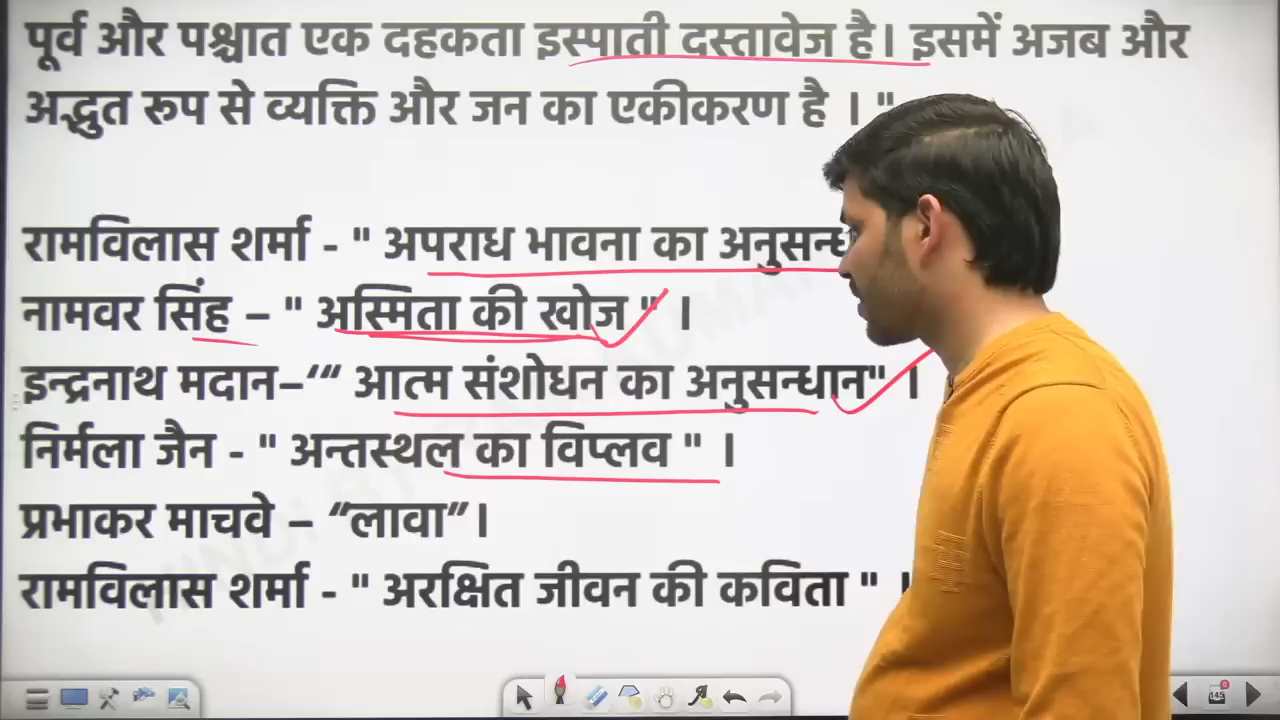 पूर्व और पश्चात एक दहकता इस्पाती दस्तावेज है। इसमें अजब और
अद्भुत रूप से व्यक्ति और जन का एकीकरण है । "
रामविलास शर्मा - " अपराध भावना का
नामवर सिंह – " अस्मिता की खोज " ।
इन्द्रनाथ मदान–‘“ आत्म संशोधन का अनुसन्धान" ।
निर्मला जैन - " अन्तस्थल का विप्लव " ।
प्रभाकर माचवे – “लावा”।
रामविलास शर्मा - " अरक्षित जीवन की कविता " ।
145